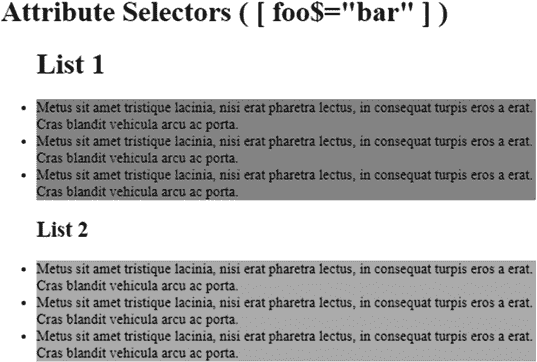 Attribute Selectors ( [ foo$="bar" ] )
List 1
Metus sit amet tristique lacinia, nisi erat pharetra lectus, in consequat turpis eros a erat.
Cras blandit vehicula arcu ac porta.
Metus sit amet tristique lacinia, nisi erat pharetra lectus, in consequat turpis eros a erat.
Cras blandit vehicula arcu ac porta.
Metus sit amet tristique lacinia, nisi erat pharetra lectus, in consequat turpis eros a erat.
Cras blandit vehicula arcu ac porta.
List 2
Metus sit amet tristique lacinia, nisi erat pharetra lectus, in consequat turpis eros a erat.
Cras blandit vehicula arcu ac porta.
Metus sit amet tristique lacinia, nisi erat pharetra lectus, in consequat turpis eros a erat.
Cras blandit vehicula arcu ac porta.
Metus sit amet tristique lacinia, nisi erat pharetra lectus, in consequat turpis eros a erat.
Cras blandit vehicula arcu ac porta.